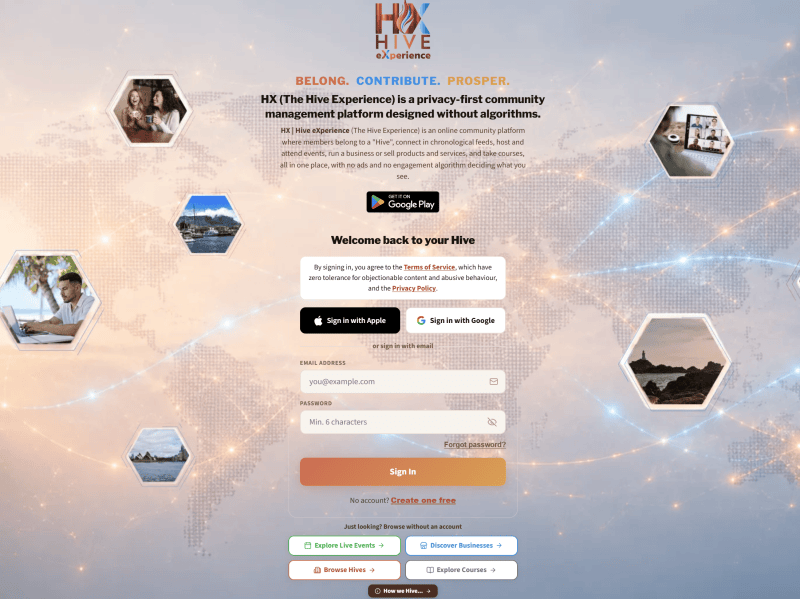 HX
HIVE
eXperience
BELONG. CONTRIBUTE. PROSPER.
HX (The Hive Experience) is a privacy-first community
management platform designed without algorithms.
HX | Hive eXperience (The Hive Experience) is an online community platform
where members belong to a "Hive", connect in chronological feeds, host and
attend events, run a business or sell products and services, and take courses,
all in one place, with no ads and no engagement algorithm deciding what you
see.
GET IT ON
Google Play
Welcome back to your Hive
By signing in, you agree to the Terms of Service, which have
zero tolerance for objectionable content and abusive behaviour,
and the Privacy Policy.
Sign in with Apple
Sign in with Google
or sign in with email
EMAIL ADDRESS
you@example.com
PASSWORD
Min. 6 characters
Forgot password?
Sign In
No account? Create one free
Just looking? Browse without an account
Explore Live Events →
Discover Businesses →
Browse Hives →
Explore Courses →
How we Hive... →